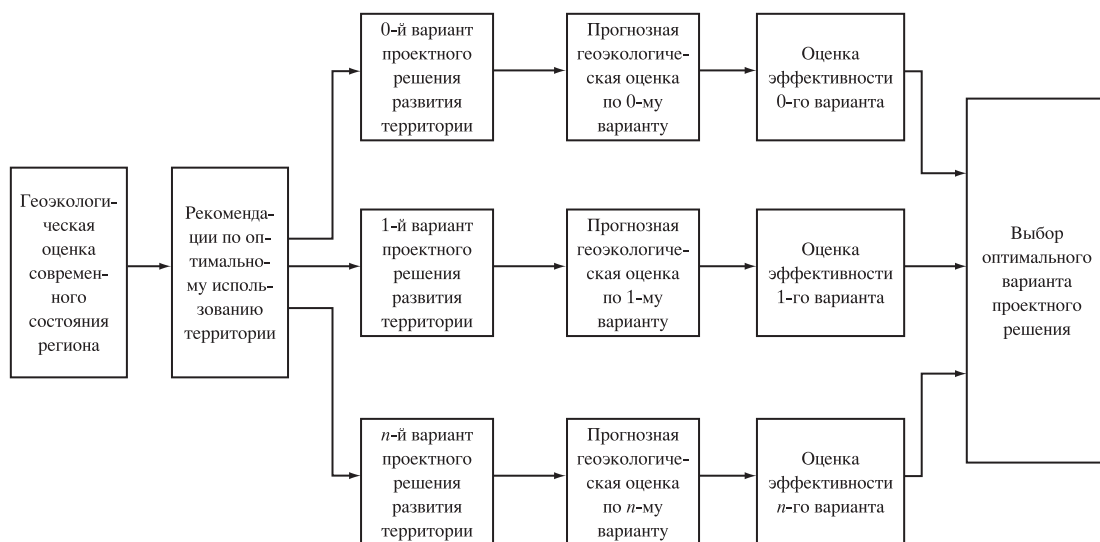 Геоэкологи-
ческая
оценка
современ-
ного
состояния
региона
Рекоменда-
ции по оп-
тимально-
му исполь-
зованию
территории
0-й вариант
проектного
решения
развития
территории
Прогнозная
геоэкологиче-
ская оценка
по 0-му
варианту
Оценка
эффективности
0-го варианта
1-й вариант
проектного
решения
развития
территории
Прогнозная
геоэкологиче-
ская оценка
по 1-му
варианту
Оценка
эффективности
1-го варианта
n-й вариант
проектного
решения
развития
территории
Прогнозная
геоэкологиче-
ская оценка
по n-му
варианту
Оценка
эффективности
n-го варианта
Выбор
оптимального
варианта
проектного
решения